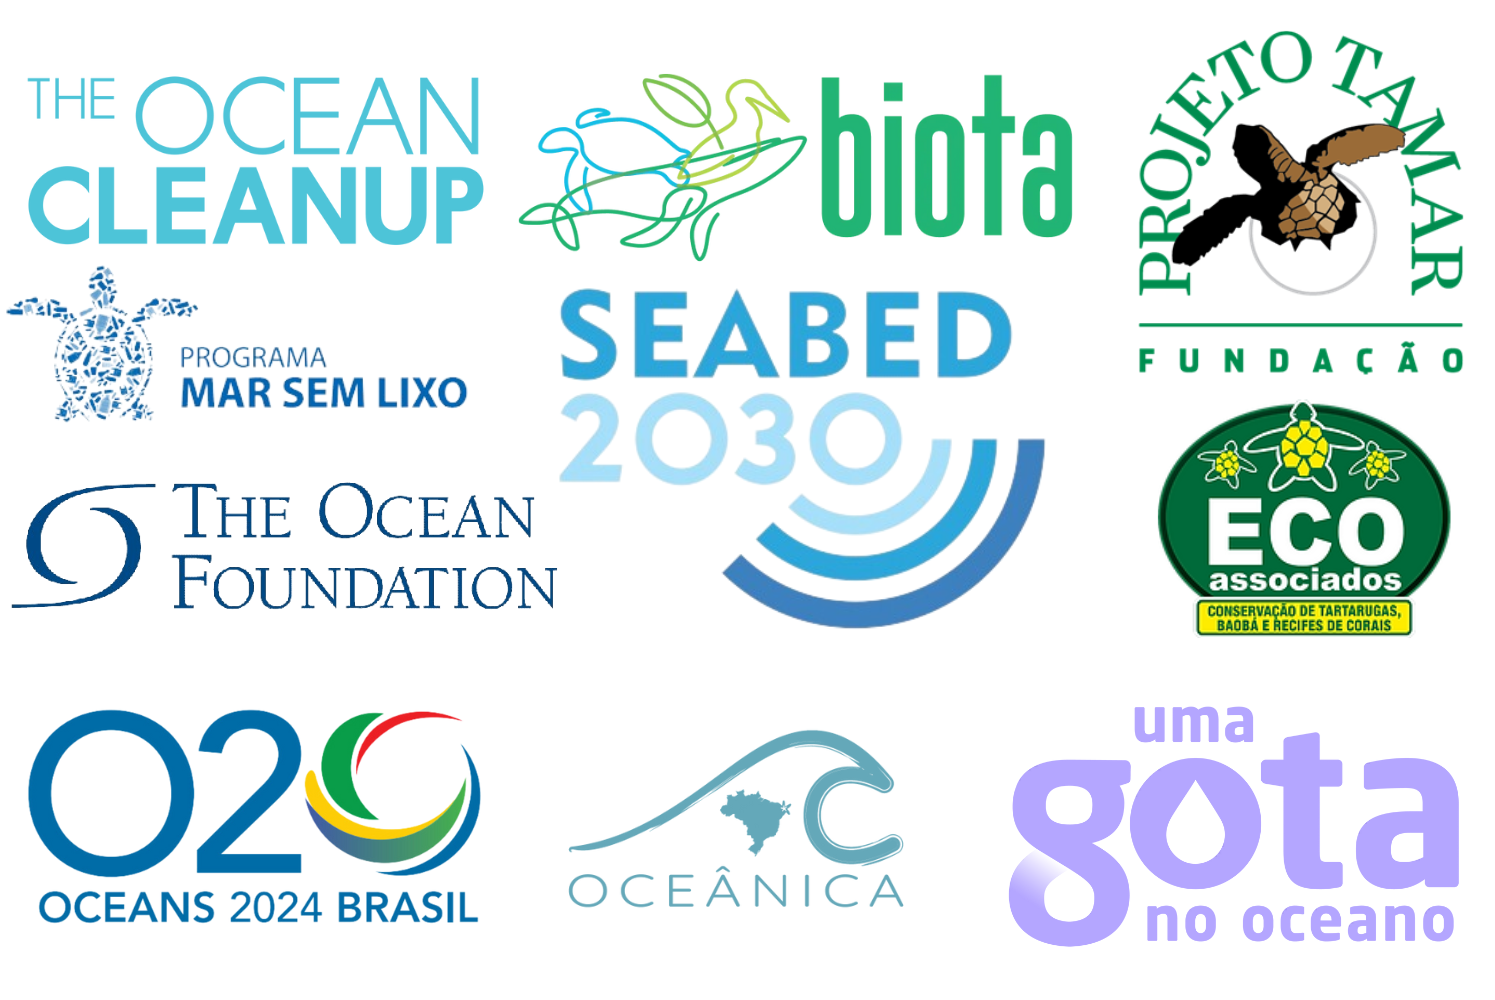 THE OCEAN
CLEANUP
biota
PROJETO TAMAR
FUNDAÇÃO
PROGRAMA
MAR SEM LIXO
SEABED
2030
THE OCEAN
FOUNDATION
ECO
associados
CONSERVAÇÃO DE TARTARUGAS,
BAOBÁ E RECIFES DE CORAIS
O20
OCEANS 2024 BRASIL
OCEÂNICA
uma
gota
no oceano